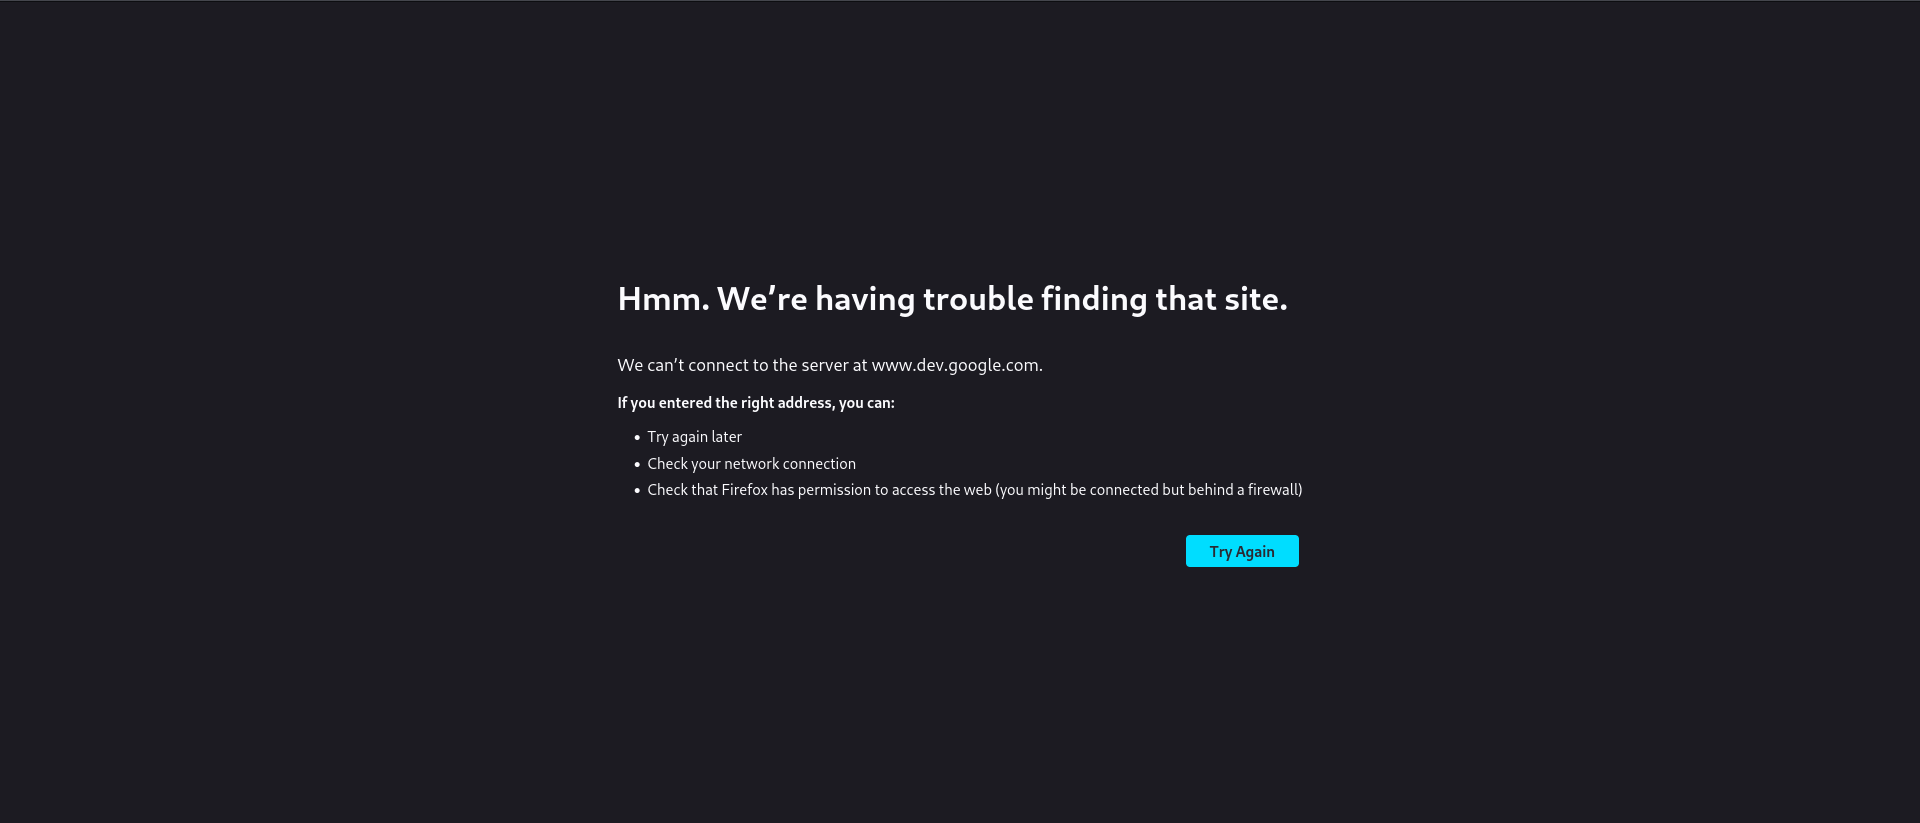 Hmm. We’re having trouble finding that site.
We can’t connect to the server at www.dev.google.com.
If you entered the right address, you can:
• Try again later
• Check your network connection
• Check that Firefox has permission to access the web (you might be connected but behind a firewall)
Try Again